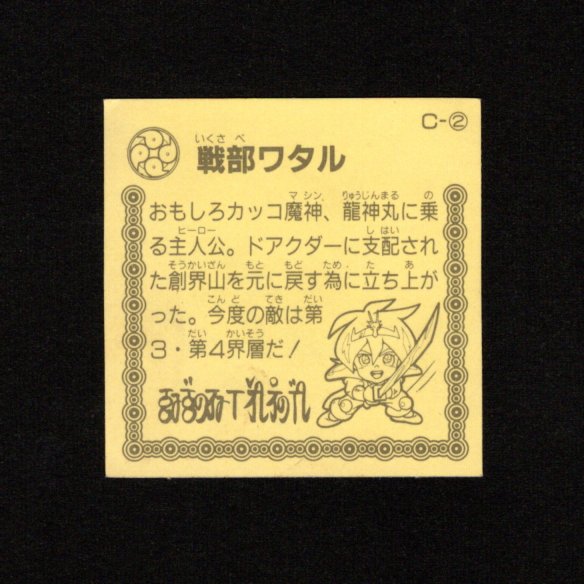 C-②
いくさべ
戦部ワタル
マシン りゅうじんまる の
おもしろカッコ魔神、龍神丸に乗
ヒーロー しはい
る主人公。ドアクダーに支配され
そうかいざん もと もど ため た あ
た創界山を元に戻す為に立ち上が
こんど てき だい
った。今度の敵は第
だい かいそう
3・第4界層だ!